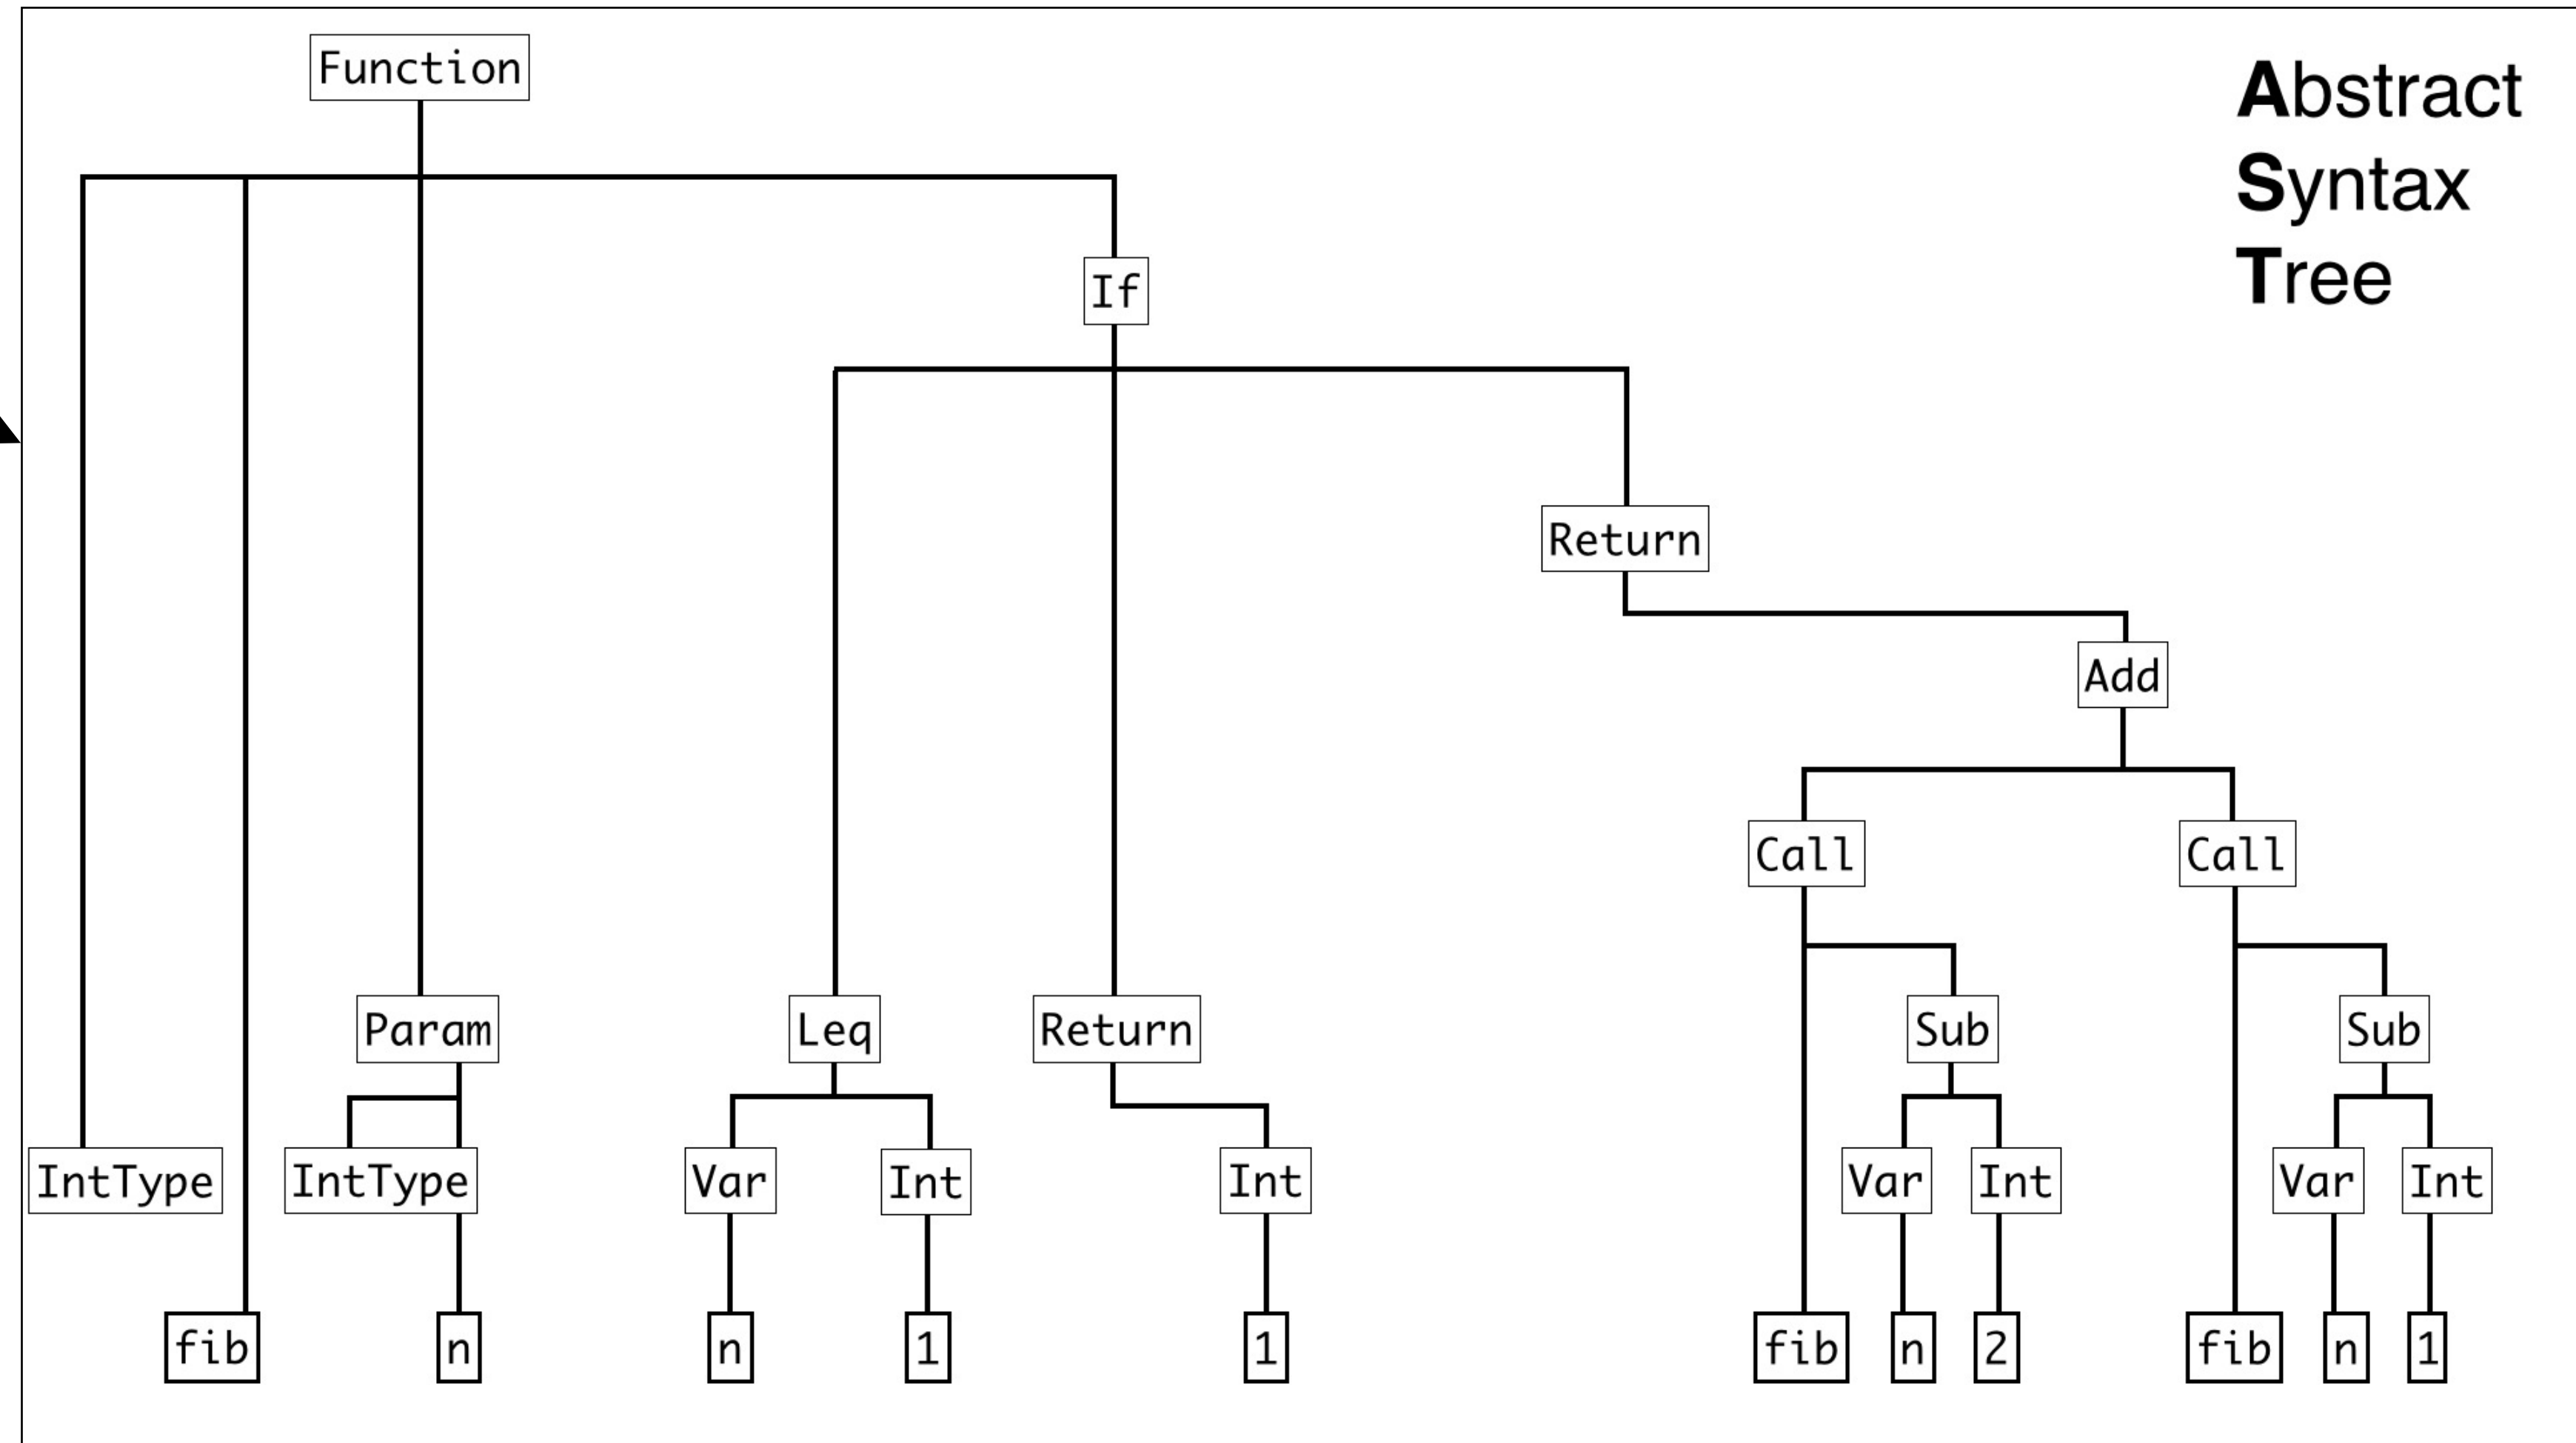 Function
Abstract
Syntax
Tree
If
Return
Add
Call Call
Param Leq Return Sub Sub
IntType IntType Var Int Int Var Int Var Int
fib n n 1 1 fib n 2 fib n 1